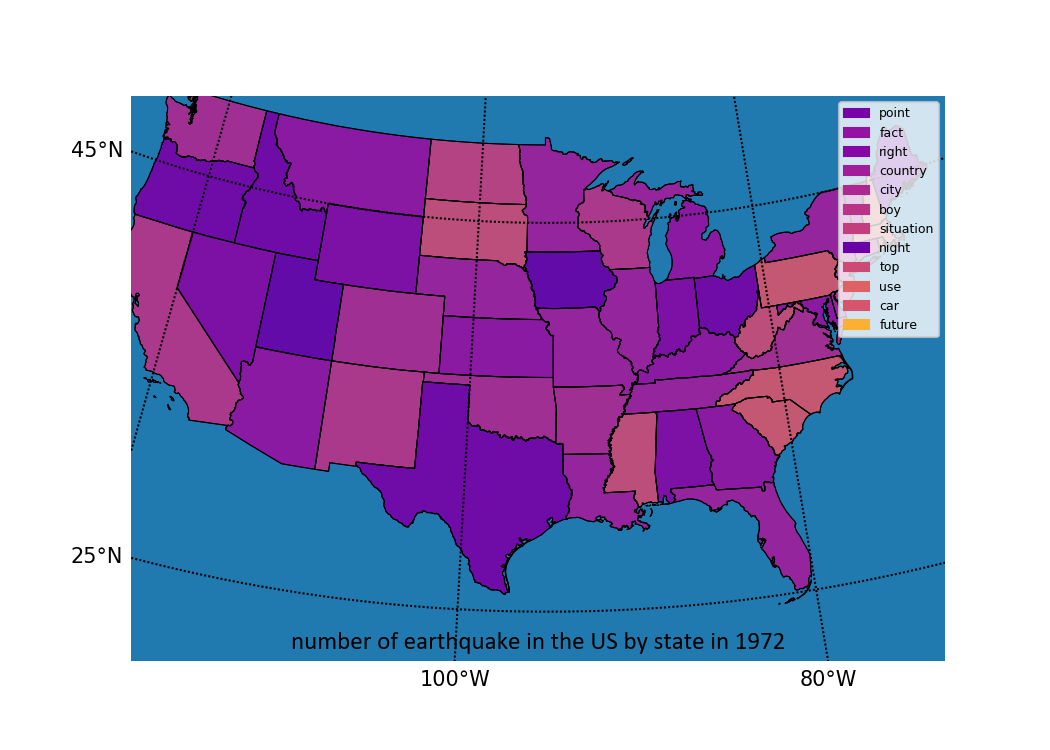 point
fact
right
country
city
boy
situation
night
top
use
car
future
45°N
25°N
number of earthquake in the US by state in 1972
100°W 80°W